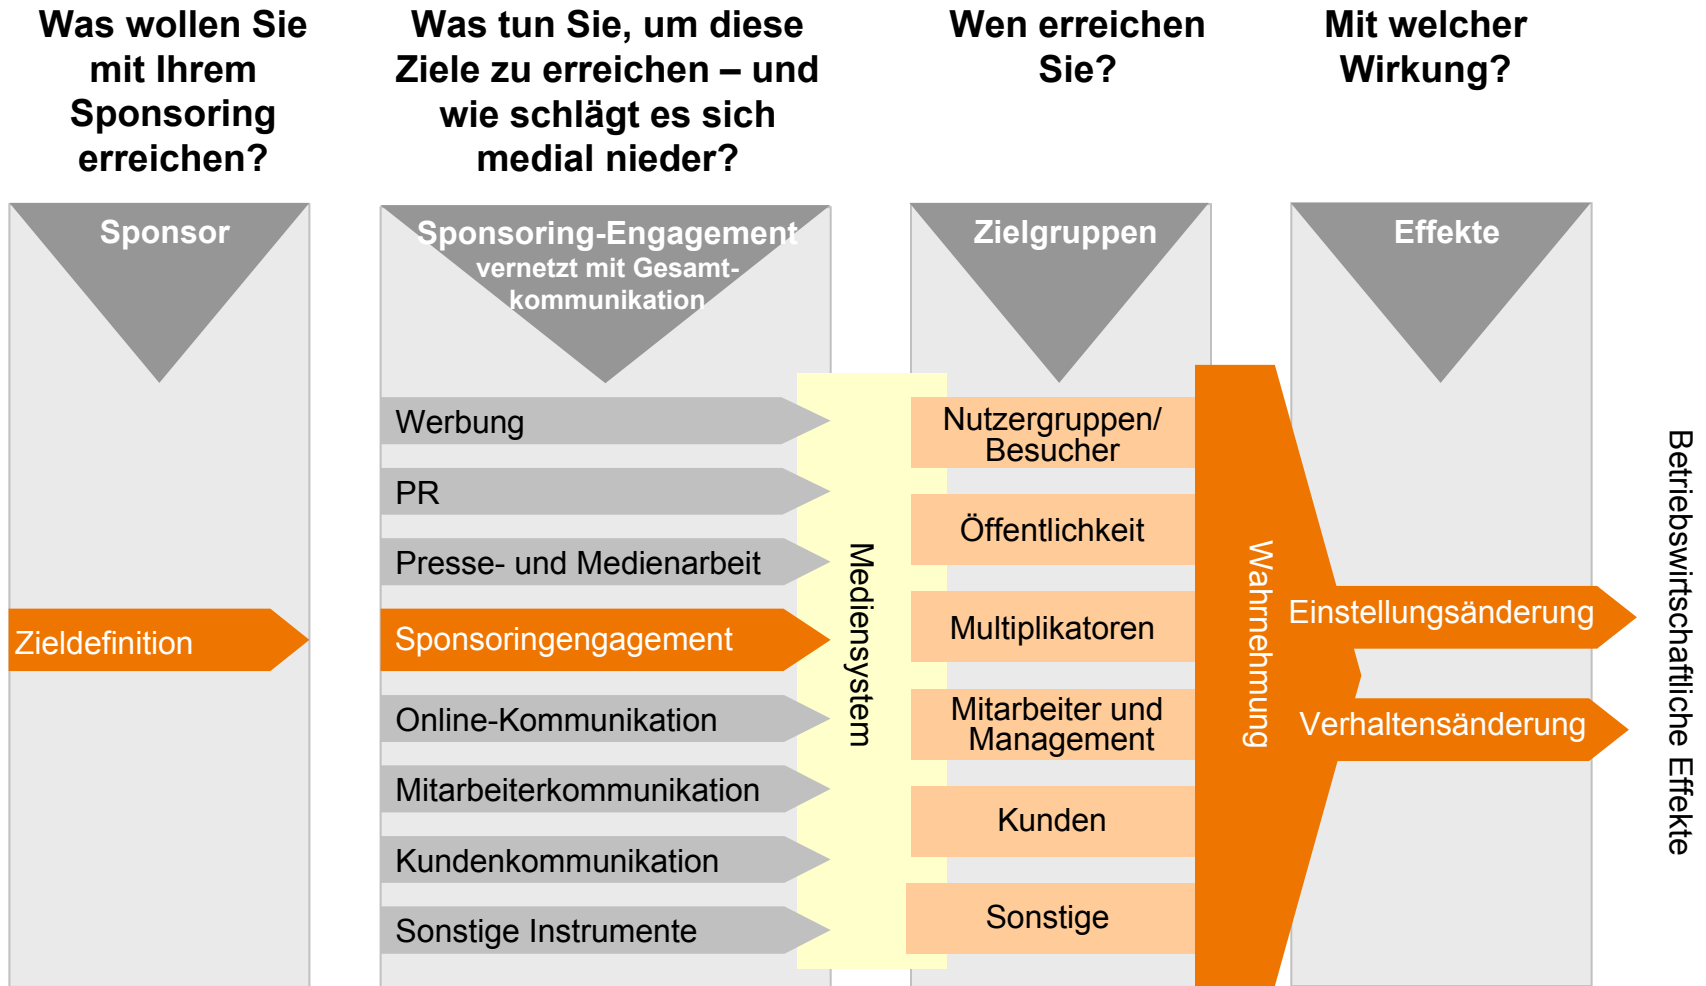 Was wollen Sie
mit Ihrem
Sponsoring
erreichen?
Was tun Sie, um diese
Ziele zu erreichen – und
wie schlägt es sich
medial nieder?
Wen erreichen
Sie?
Mit welcher
Wirkung?
Sponsor
Sponsoring-Engagement
vernetzt mit Gesamt-
kommunikation
Zielgruppen
Effekte
Zieldefinition
Werbung
PR
Presse- und Medienarbeit
Sponsoringengagement
Online-Kommunikation
Mitarbeiterkommunikation
Kundenkommunikation
Sonstige Instrumente
Mediensystem
Nutzergruppen/
Besucher
Öffentlichkeit
Multiplikatoren
Mitarbeiter und
Management
Kunden
Sonstige
Wahrnehmung
Einstellungsänderung
Verhaltensänderung
Betriebswirtschaftliche Effekte